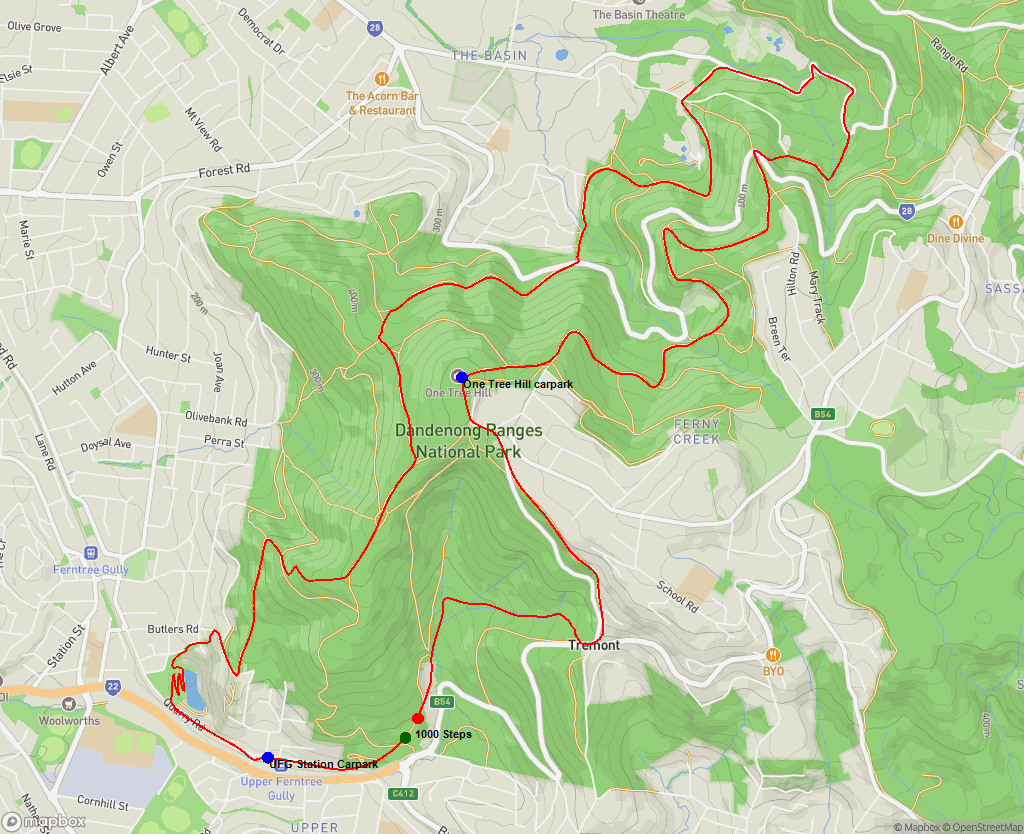 Olive Grove
Albert Ave
Democrat Dr
28
The Basin Theatre
THE BASIN
Range Rd
Elsie St
The Acorn Bar
& Restaurant
Mt View Rd
Owen St
Forest Rd
400 m
28
Marie St
300 m
Dine Divine
Hilton Rd
Mary Track
SASSA
200 m
400 m
Breen Ter
Hunter St
Joan Ave
300 m
Hutton Ave
One Tree Hill carpark
One Tree Hill
Olivebank Rd
B54
Lane Rd
Doysal Ave
Perra St
Dandenong Ranges
National Park
FERNY
CREEK
Ferntree Gully
School Rd
Station St
Butlers Rd
Tremont
BYO
22
B54
Woolworths
Quarry Rd
1000 Steps
400 m
UFG Station Carpark
Upper Ferntree
Gully
C412
Cornhill St
UPPER
mapbox
© Mapbox © OpenStreetMap